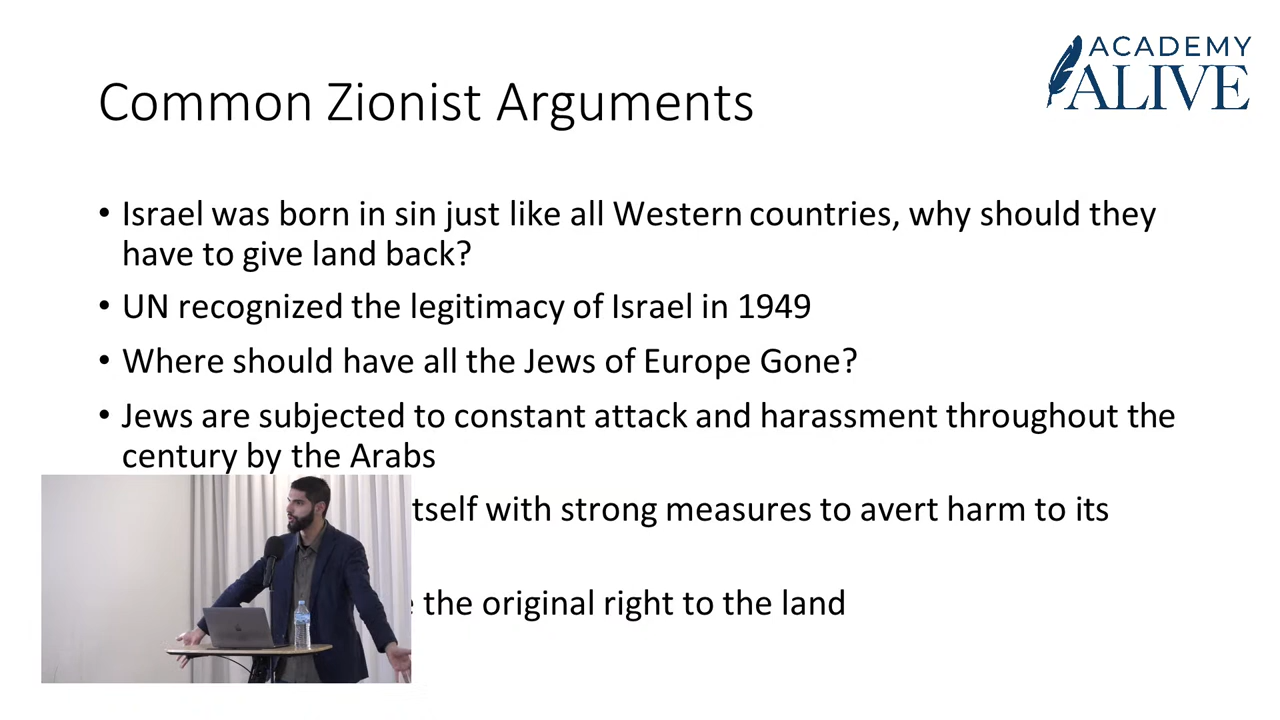 ACADEMY
ALIVE
Common Zionist Arguments
• Israel was born in sin just like all Western countries, why should they
have to give land back?
• UN recognized the legitimacy of Israel in 1949
• Where should have all the Jews of Europe Gone?
• Jews are subjected to constant attack and harassment throughout the
century by the Arabs
with strong measures to avert harm to its
the original right to the land